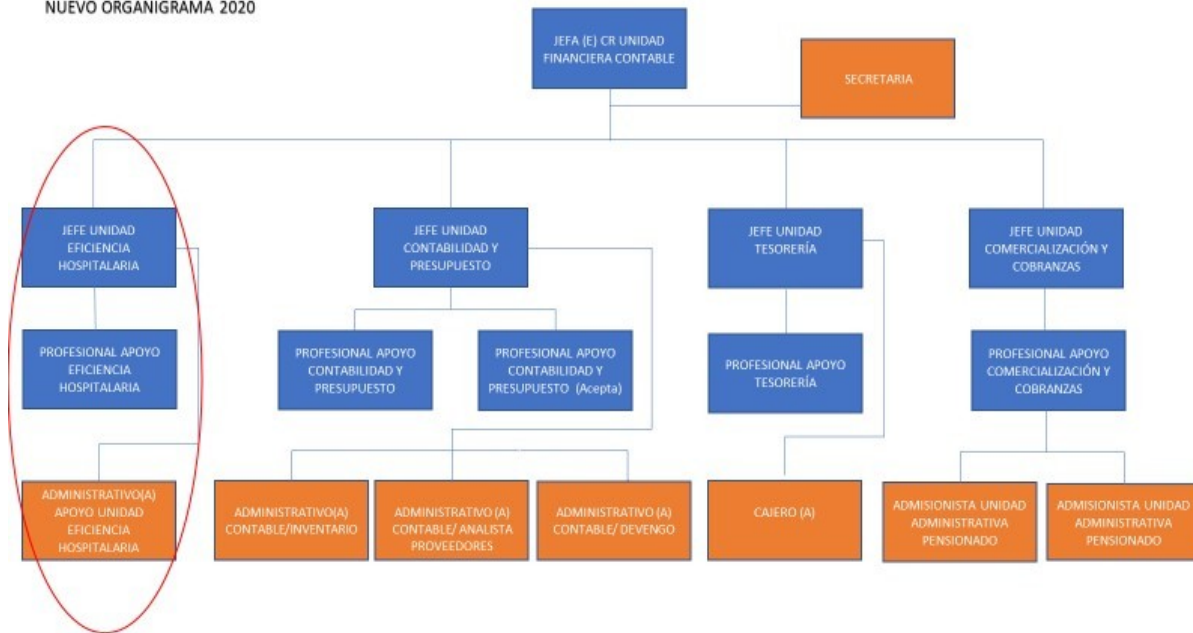 NUEVO ORGANIGRAMA 2020
JEFA (E) CR UNIDAD
FINANCIERA CONTABLE
SECRETARIA
JEFE UNIDAD
EFICIENCIA
HOSPITALARIA
JEFE UNIDAD
CONTABILIDAD Y
PRESUPUESTO
JEFE UNIDAD
TESORERÍA
JEFE UNIDAD
COMERCIALIZACIÓN Y
COBRANZAS
PROFESIONAL APOYO
EFICIENCIA
HOSPITALARIA
PROFESIONAL APOYO
CONTABILIDAD Y
PRESUPUESTO
PROFESIONAL APOYO
CONTABILIDAD Y
PRESUPUESTO (Acepta)
PROFESIONAL APOYO
TESORERÍA
PROFESIONAL APOYO
COMERCIALIZACIÓN Y
COBRANZAS
ADMINISTRATIVO(A)
APOYO UNIDAD
EFICIENCIA
HOSPITALARIA
ADMINISTRATIVO(A)
CONTABLE/INVENTARIO
ADMINISTRATIVO (A)
CONTABLE/ ANALISTA
PROVEEDORES
ADMINISTRATIVO (A)
CONTABLE/ DEVENGO
CAJERO (A)
ADMISIONISTA UNIDAD
ADMINISTRATIVA
PENSIONADO
ADMISIONISTA UNIDAD
ADMINISTRATIVA
PENSIONADO